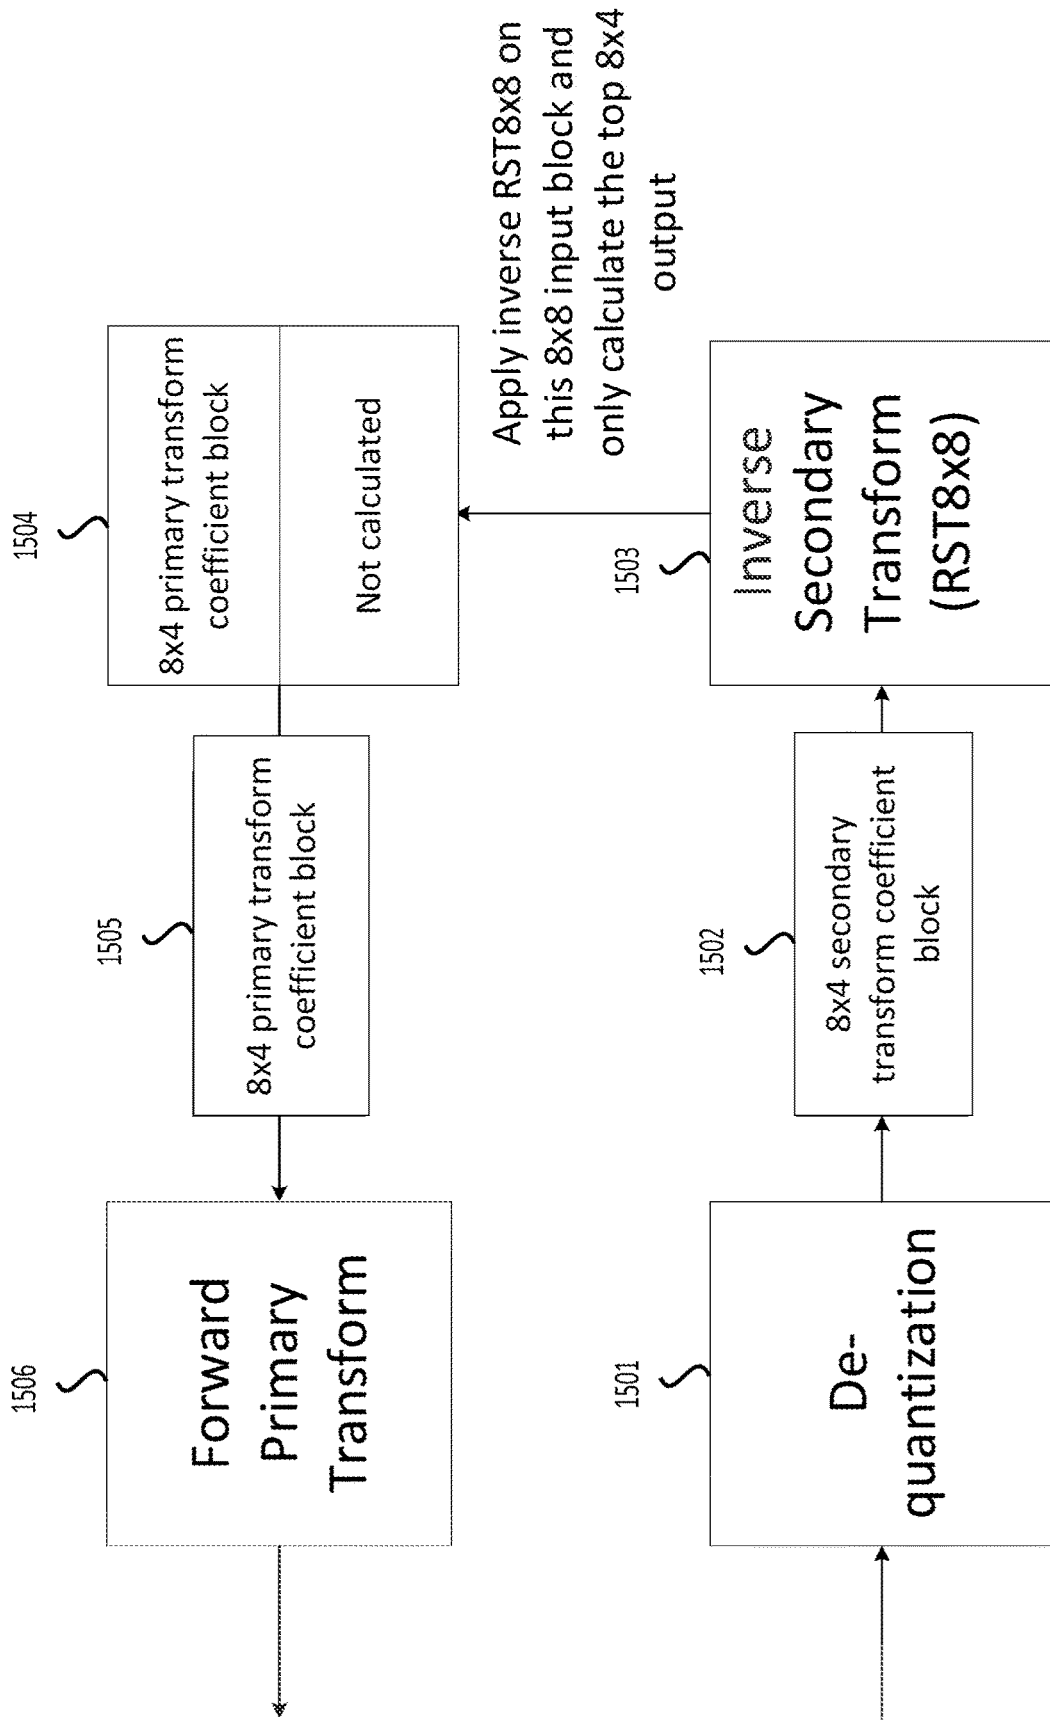 1506
Forward
Primary
Transform
1505
8x4 primary transform
coefficient block
1504
8x4 primary transform
coefficient block
Not calculated
Apply inverse RST8x8 on
this 8x8 input block and
only calculate the top 8x4
output
1501
De-
quantization
1502
8x4 secondary
transform coefficient
block
1503
Inverse
Secondary
Transform
(RST8x8)